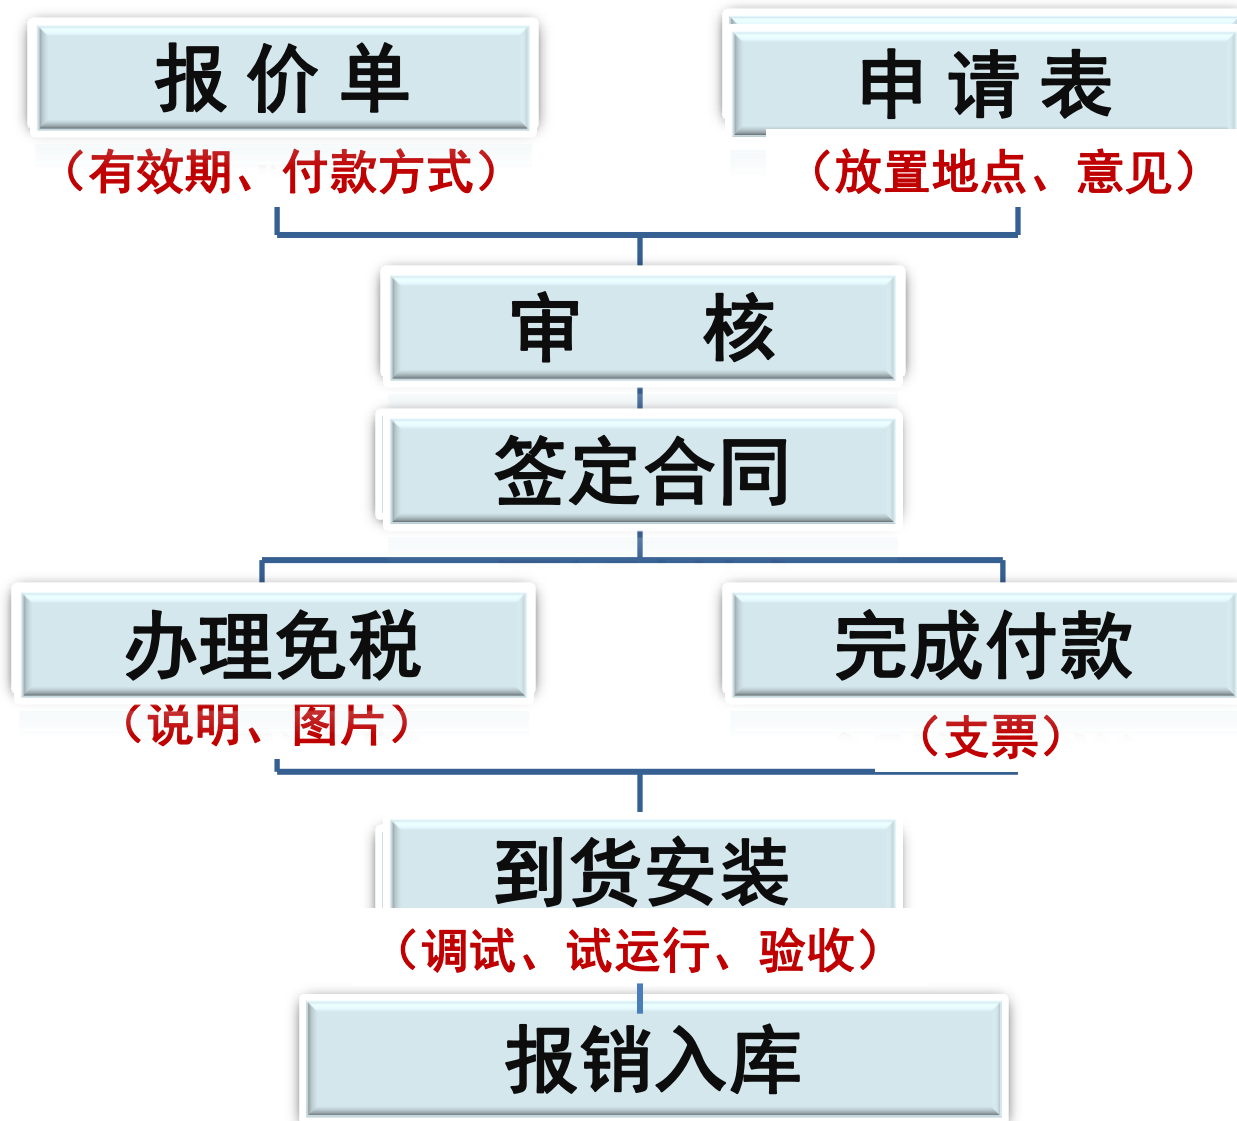 报价单
申请表
（有效期、付款方式）
（放置地点、意见）
审 核
签定合同
办理免税
完成付款
（说明、图片）
（支票）
到货安装
（调试、试运行、验收）
报销入库